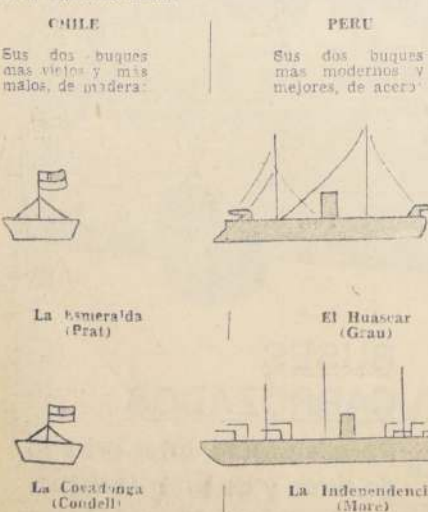 CHILE
Sus dos buques
mas viejos y más
malos, de madera:
PERU
Sus dos buques
mas modernos y
mejores, de acero
La Esmeralda
(Prat)
El Huascar
(Grau)
La Covadonga
(Condell)
La Independenci
(More)